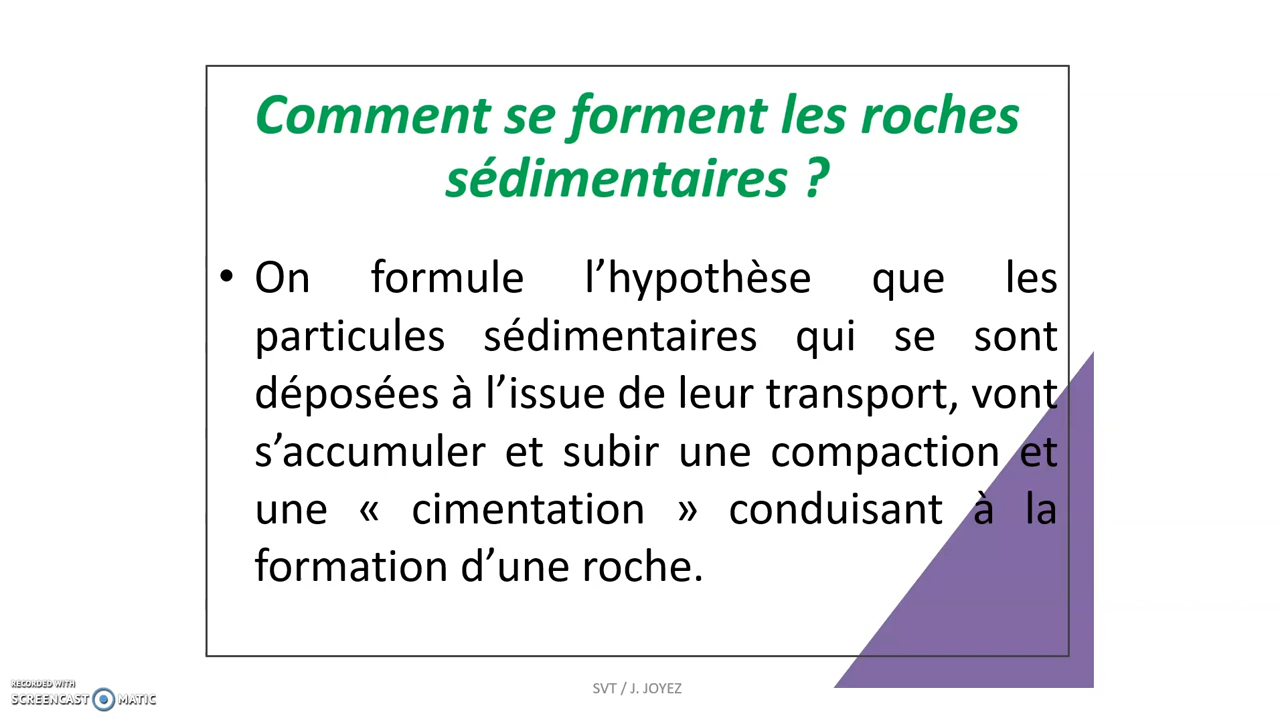 Comment se forment les roches
sédimentaires ?
• On formule l’hypothèse que les
particules sédimentaires qui se sont
déposées à l’issue de leur transport, vont
s’accumuler et subir une compaction et
une « cimentation » conduisant à la
formation d’une roche.
SVT / J. JOYEZ
RECORDED WITH
SCREENCAST MATIC